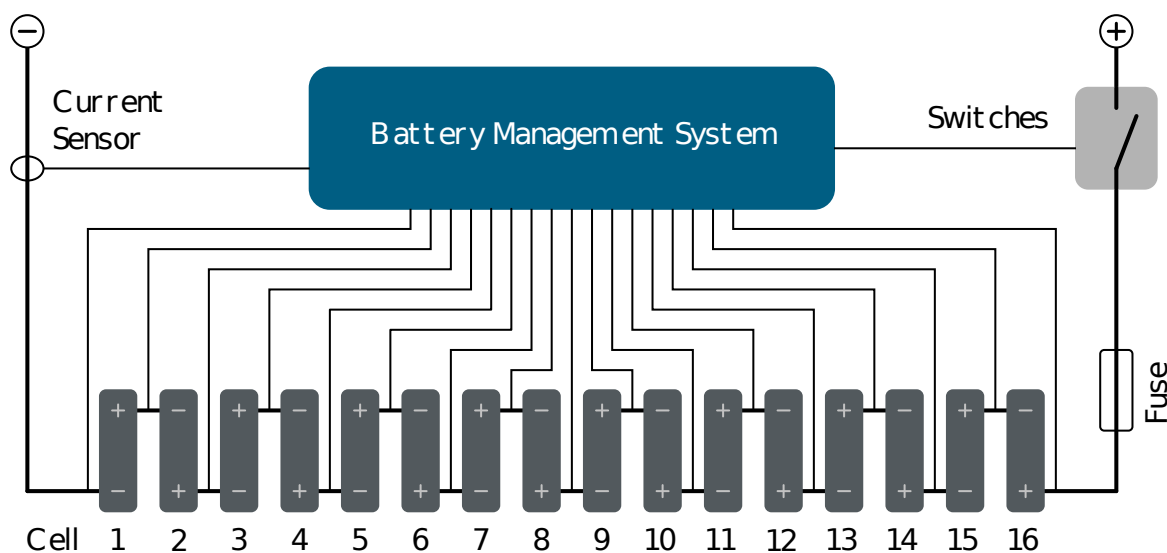 − +
Current
Sensor
Battery Management System
Switches
Fuse
+ − + − + − + − + − + − + − + −
− + − + − + − + − + − + − + − +
Cell 1 2 3 4 5 6 7 8 9 10 11 12 13 14 15 16